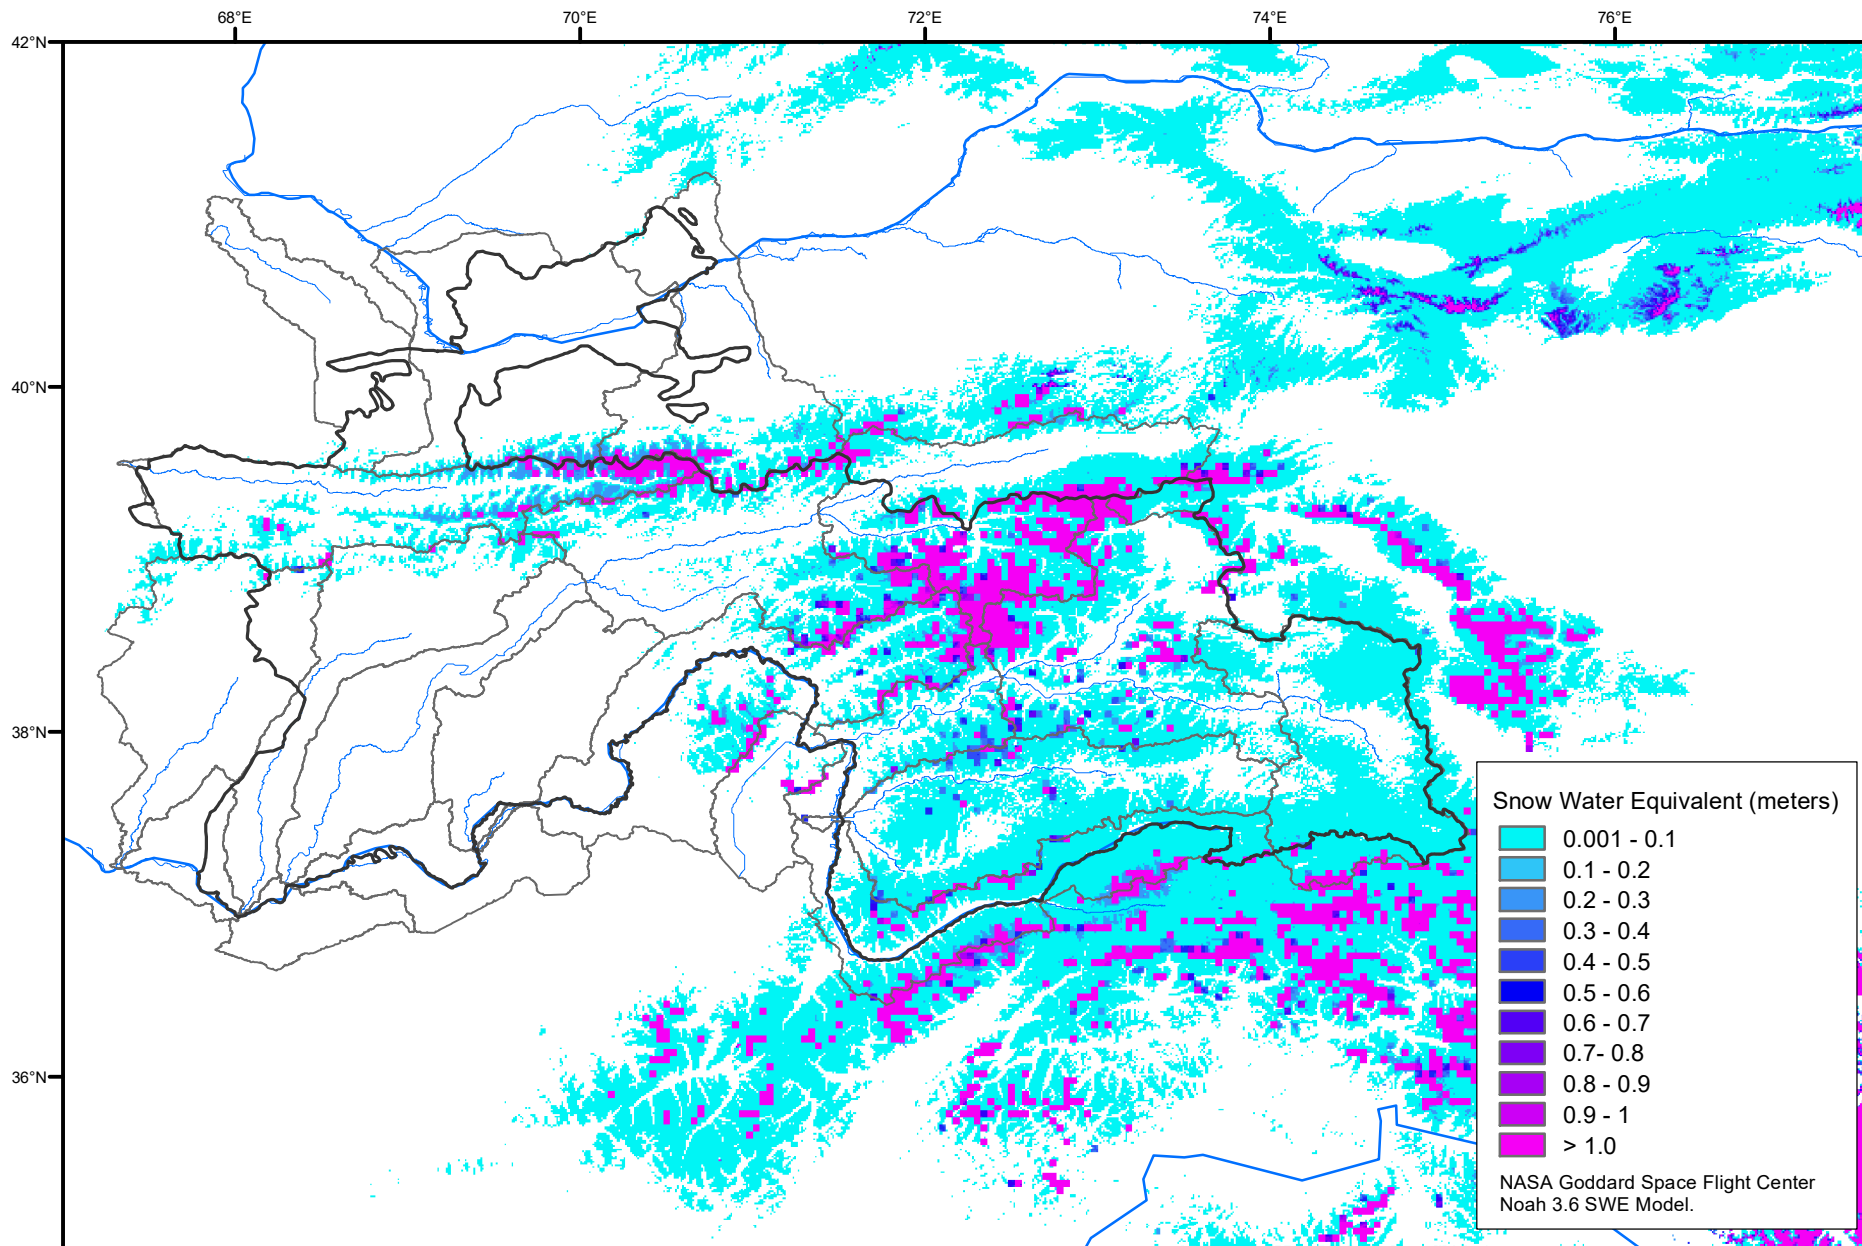 68°E
70°E
72°E
74°E
76°E
42°N
40°N
38°N
36°N
Snow Water Equivalent (meters)
0.001 - 0.1
0.1 - 0.2
0.2 - 0.3
0.3 - 0.4
0.4 - 0.5
0.5 - 0.6
0.6 - 0.7
0.7- 0.8
0.8 - 0.9
0.9 - 1
> 1.0
NASA Goddard Space Flight Center
Noah 3.6 SWE Model.